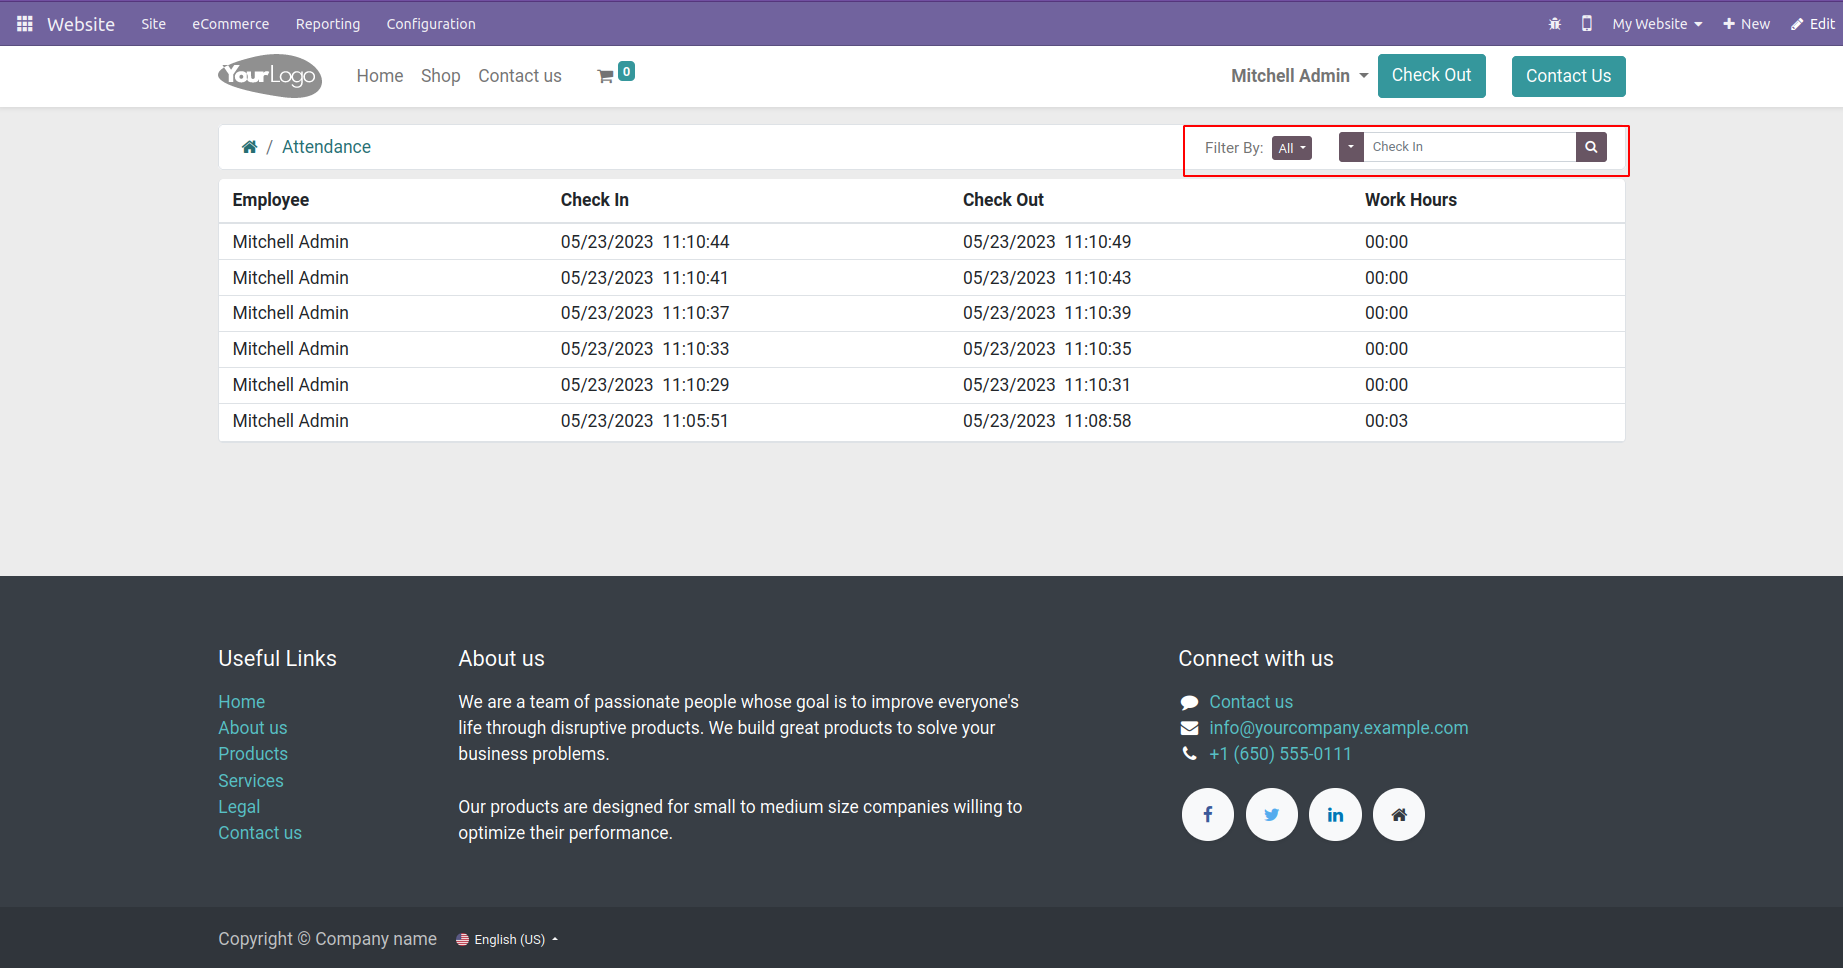 Website Site eCommerce Reporting Configuration My Website New Edit
YourLogo Home Shop Contact us 0 Mitchell Admin Check Out Contact Us
/ Attendance Filter By: All Check In
Employee Check In Check Out Work Hours
Mitchell Admin 05/23/2023 11:10:44 05/23/2023 11:10:49 00:00
Mitchell Admin 05/23/2023 11:10:41 05/23/2023 11:10:43 00:00
Mitchell Admin 05/23/2023 11:10:37 05/23/2023 11:10:39 00:00
Mitchell Admin 05/23/2023 11:10:33 05/23/2023 11:10:35 00:00
Mitchell Admin 05/23/2023 11:10:29 05/23/2023 11:10:31 00:00
Mitchell Admin 05/23/2023 11:05:51 05/23/2023 11:08:58 00:03
Useful Links
Home
About us
Products
Services
Legal
Contact us
About us
We are a team of passionate people whose goal is to improve everyone's
life through disruptive products. We build great products to solve your
business problems.
Our products are designed for small to medium size companies willing to
optimize their performance.
Connect with us
Contact us
info@yourcompany.example.com
+1 (650) 555-0111
Copyright © Company name English (US)